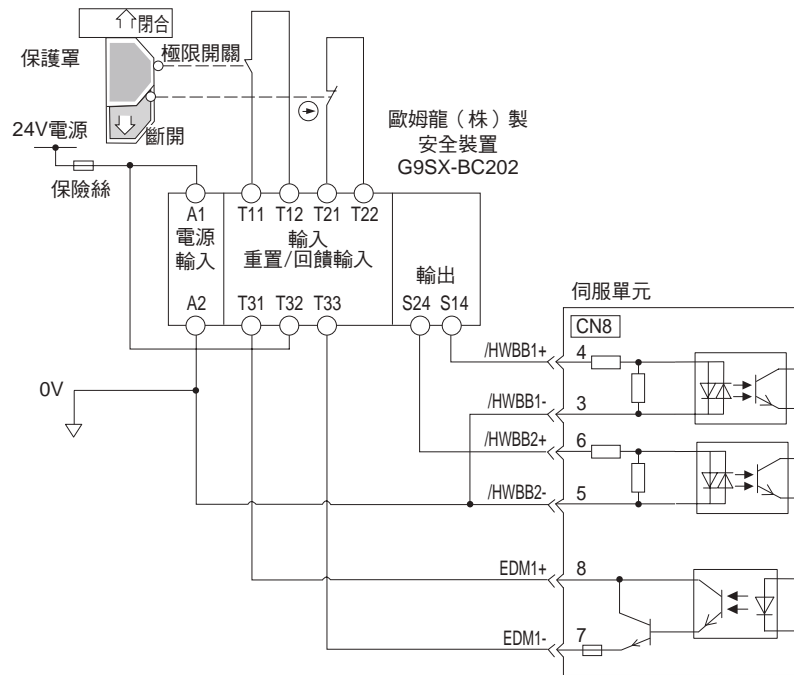 閉合
保護罩
極限開關
斷開
24V電源
保險絲
歐姆龍（株）製
安全裝置
G9SX-BC202
A1
T11
T12
T21
T22
電源
輸入
輸入
重置/回饋輸入
輸出
A2
T31
T32
T33
S24
S14
0V
伺服單元
CN8
/HWBB1+
4
/HWBB1-
3
/HWBB2+
6
/HWBB2-
5
EDM1+
8
EDM1-
7